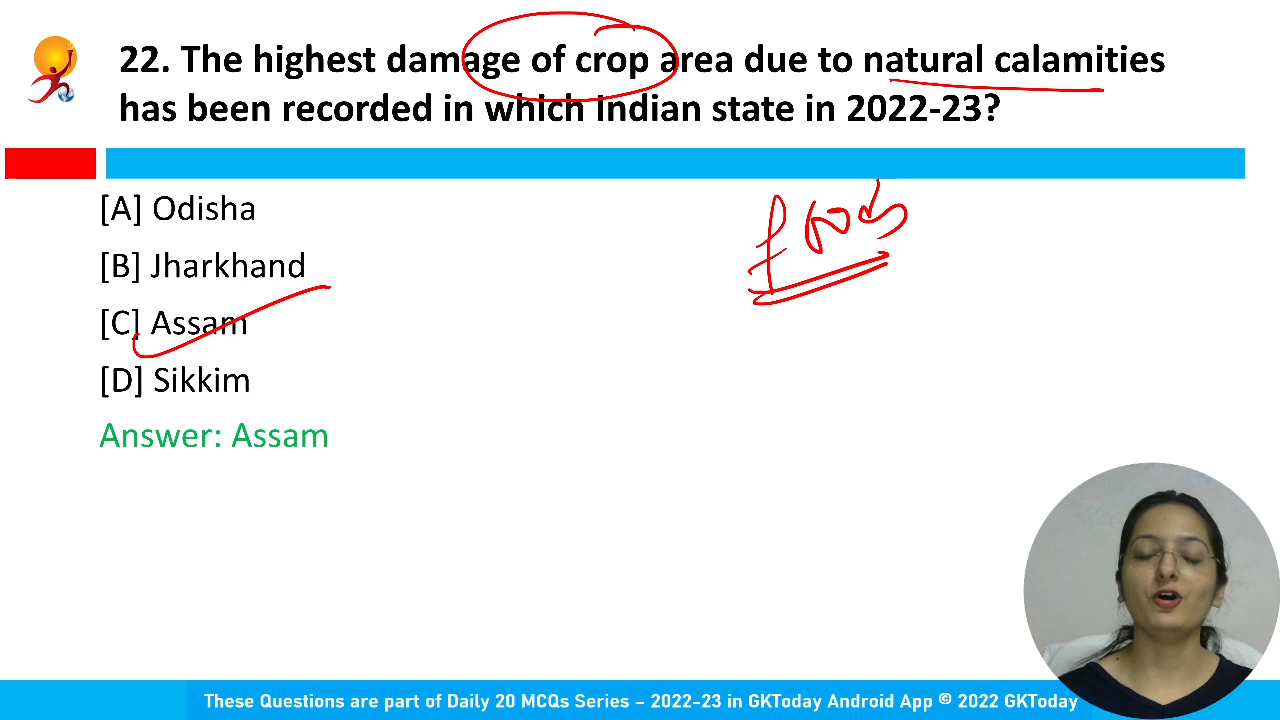 22. The highest damage of crop area due to natural calamities
has been recorded in which Indian state in 2022-23?
[A] Odisha
[B] Jharkhand
[C] Assam
[D] Sikkim
Answer: Assam
These Questions are part of Daily 20 MCQs Series – 2022-23 in GKToday Android App © 2022 GKToday